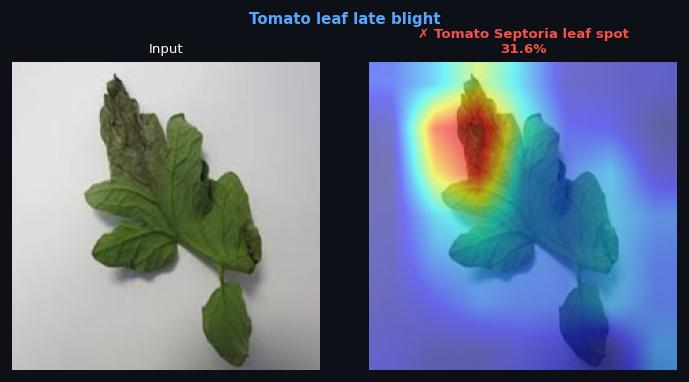 Tomato leaf late blight
Input
✗ Tomato Septoria leaf spot
31.6%